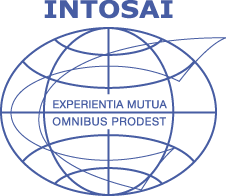 INTOSAI
EXPERIENTIA MUTUA
OMNIBUS PRODEST